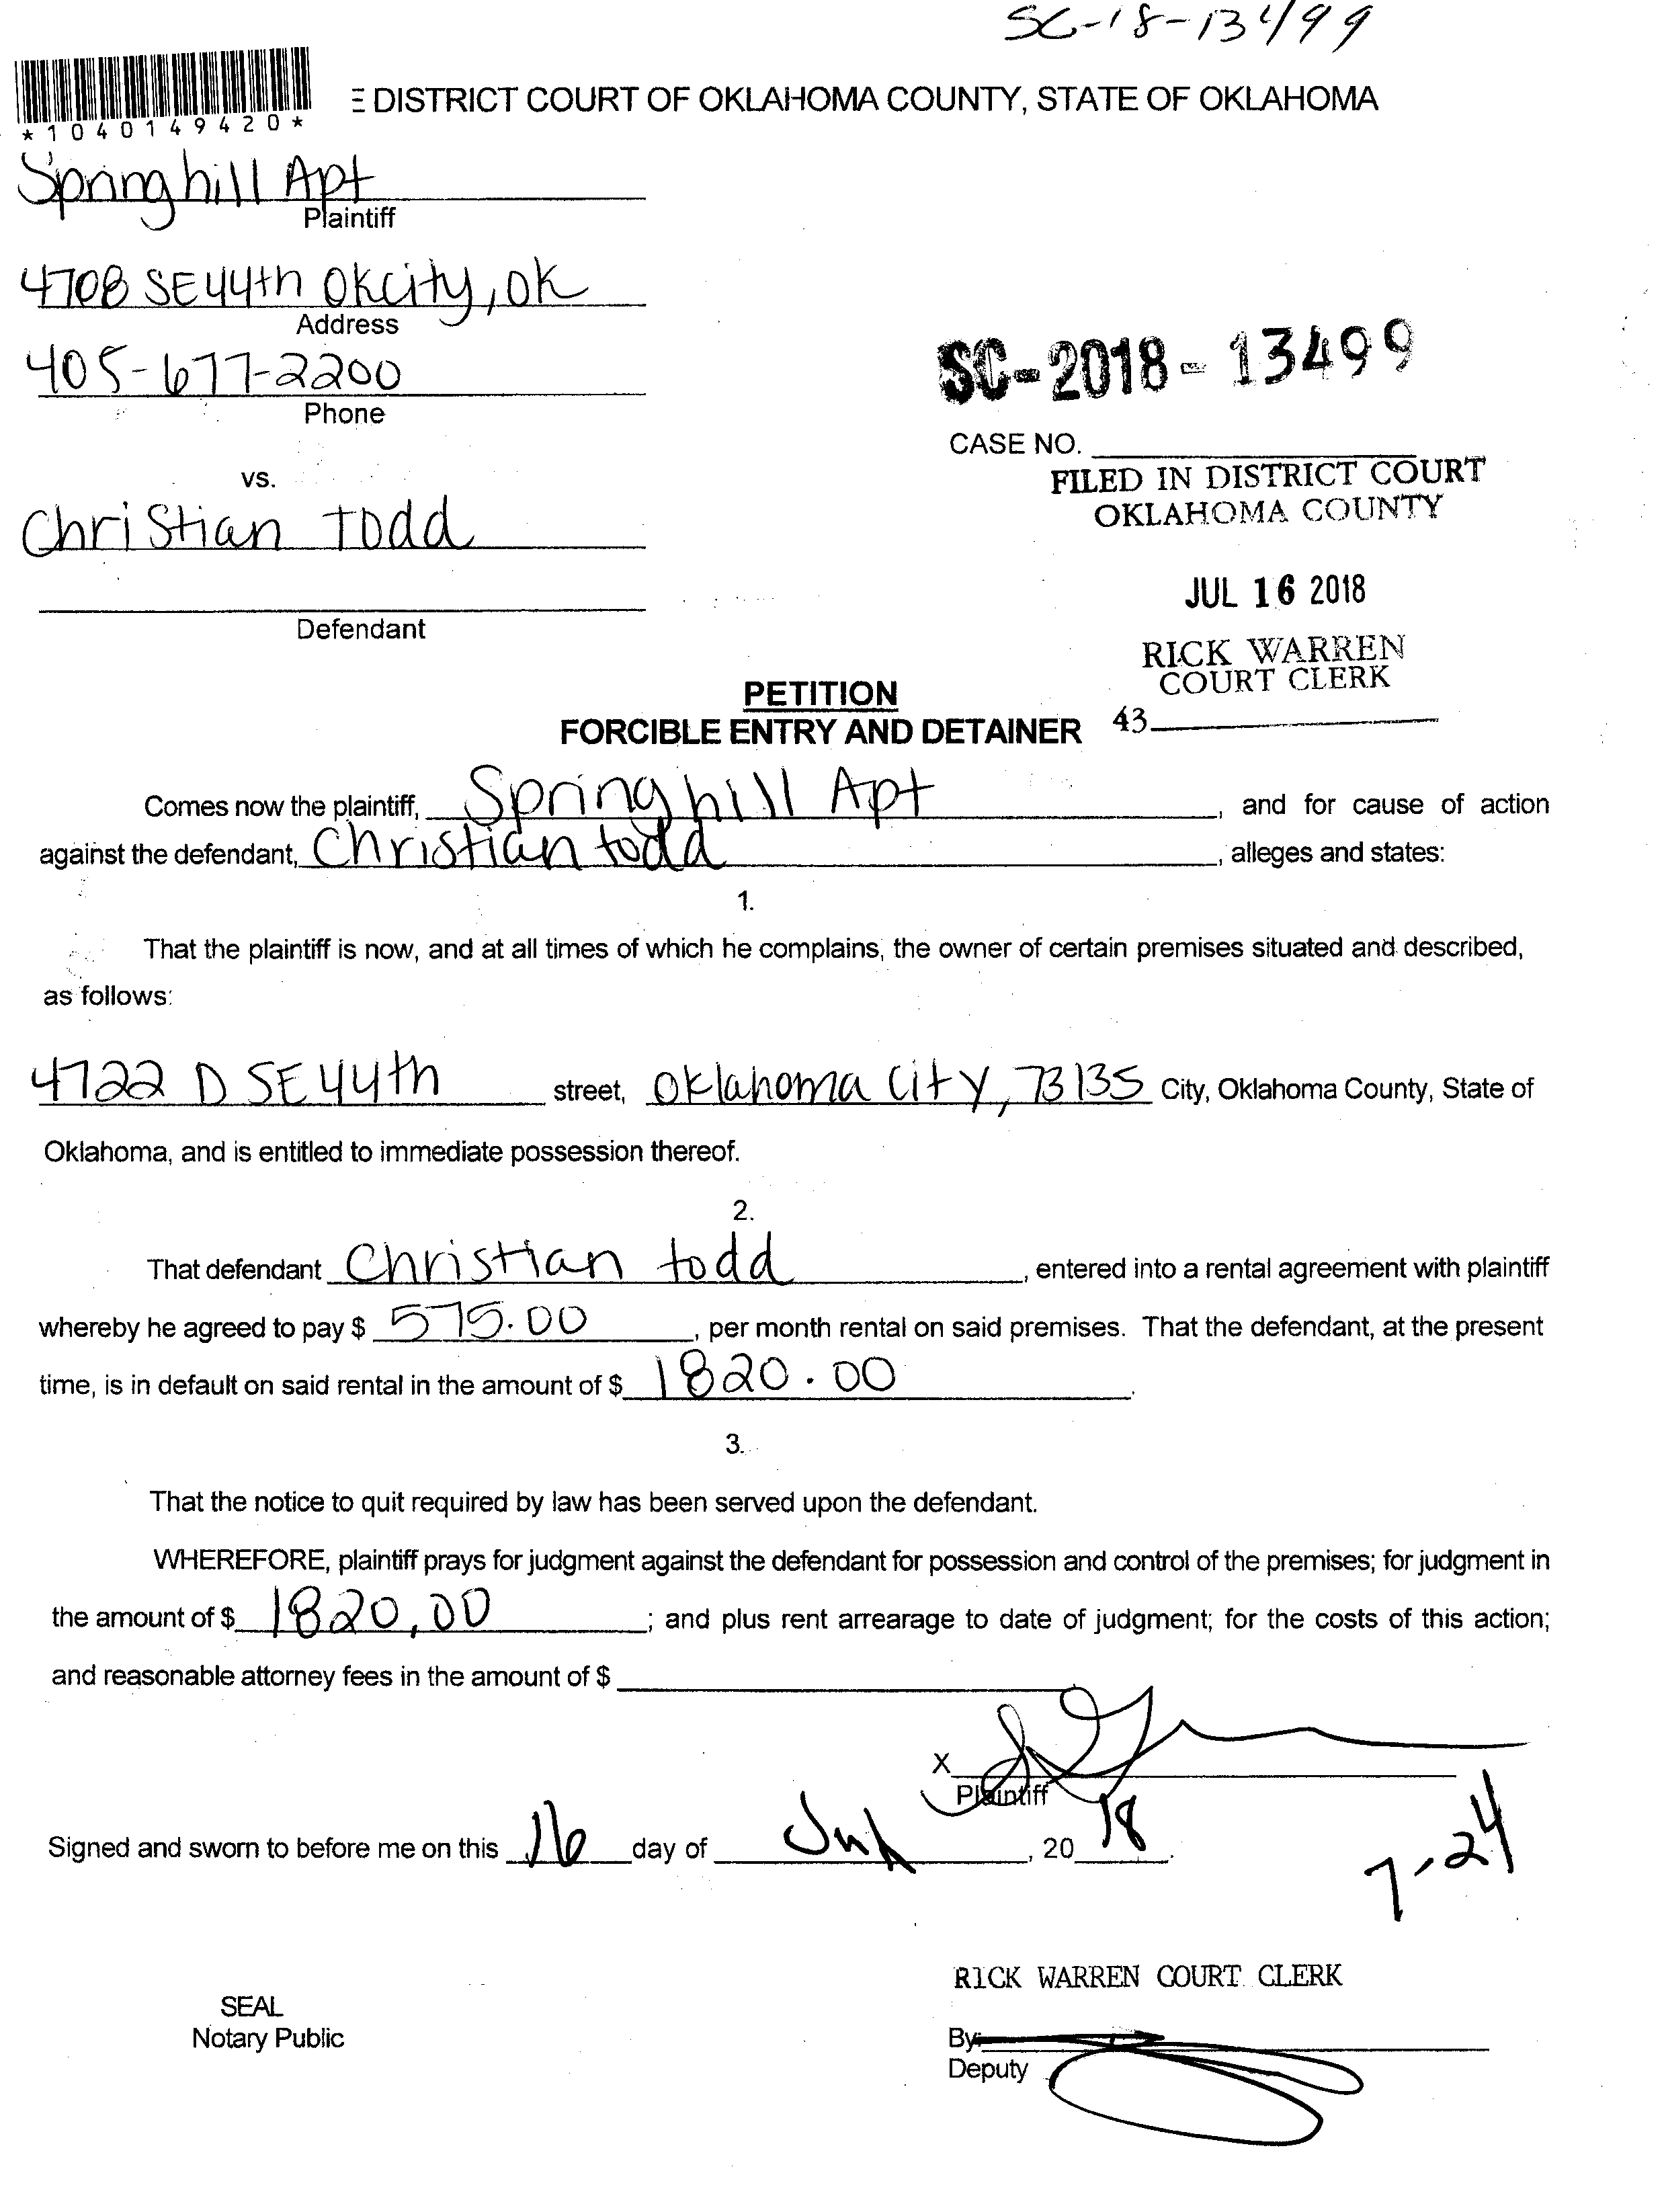 SC-18-13499
*1040149420*
E DISTRICT COURT OF OKLAHOMA COUNTY, STATE OF OKLAHOMA
Springhill Apt
Plaintiff
4708 SE 44th Okcity, OK
Address
405-677-2200
Phone
SC-2018-13499
CASE NO.
FILED IN DISTRICT COURT
OKLAHOMA COUNTY
vs.
Christian Todd
JUL 16 2018
Defendant
RICK WARREN
COURT CLERK
43
PETITION
FORCIBLE ENTRY AND DETAINER
Comes now the plaintiff, Springhill Apt, and for cause of action
against the defendant, Christian todd, alleges and states:
1.
That the plaintiff is now, and at all times of which he complains, the owner of certain premises situated and described,
as follows:
4722 D SE 44th street, Oklahoma City, 73135 City, Oklahoma County, State of
Oklahoma, and is entitled to immediate possession thereof.
2.
That defendant Christian todd, entered into a rental agreement with plaintiff
whereby he agreed to pay $ 575.00, per month rental on said premises. That the defendant, at the present
time, is in default on said rental in the amount of $ 1820.00.
3.
That the notice to quit required by law has been served upon the defendant.
WHEREFORE, plaintiff prays for judgment against the defendant for possession and control of the premises; for judgment in
the amount of $ 1820,00; and plus rent arrearage to date of judgment; for the costs of this action;
and reasonable attorney fees in the amount of $
X
Plaintiff
Signed and sworn to before me on this 16 day of July, 20 18.
7-24
RICK WARREN COURT CLERK
SEAL
Notary Public
By:
Deputy